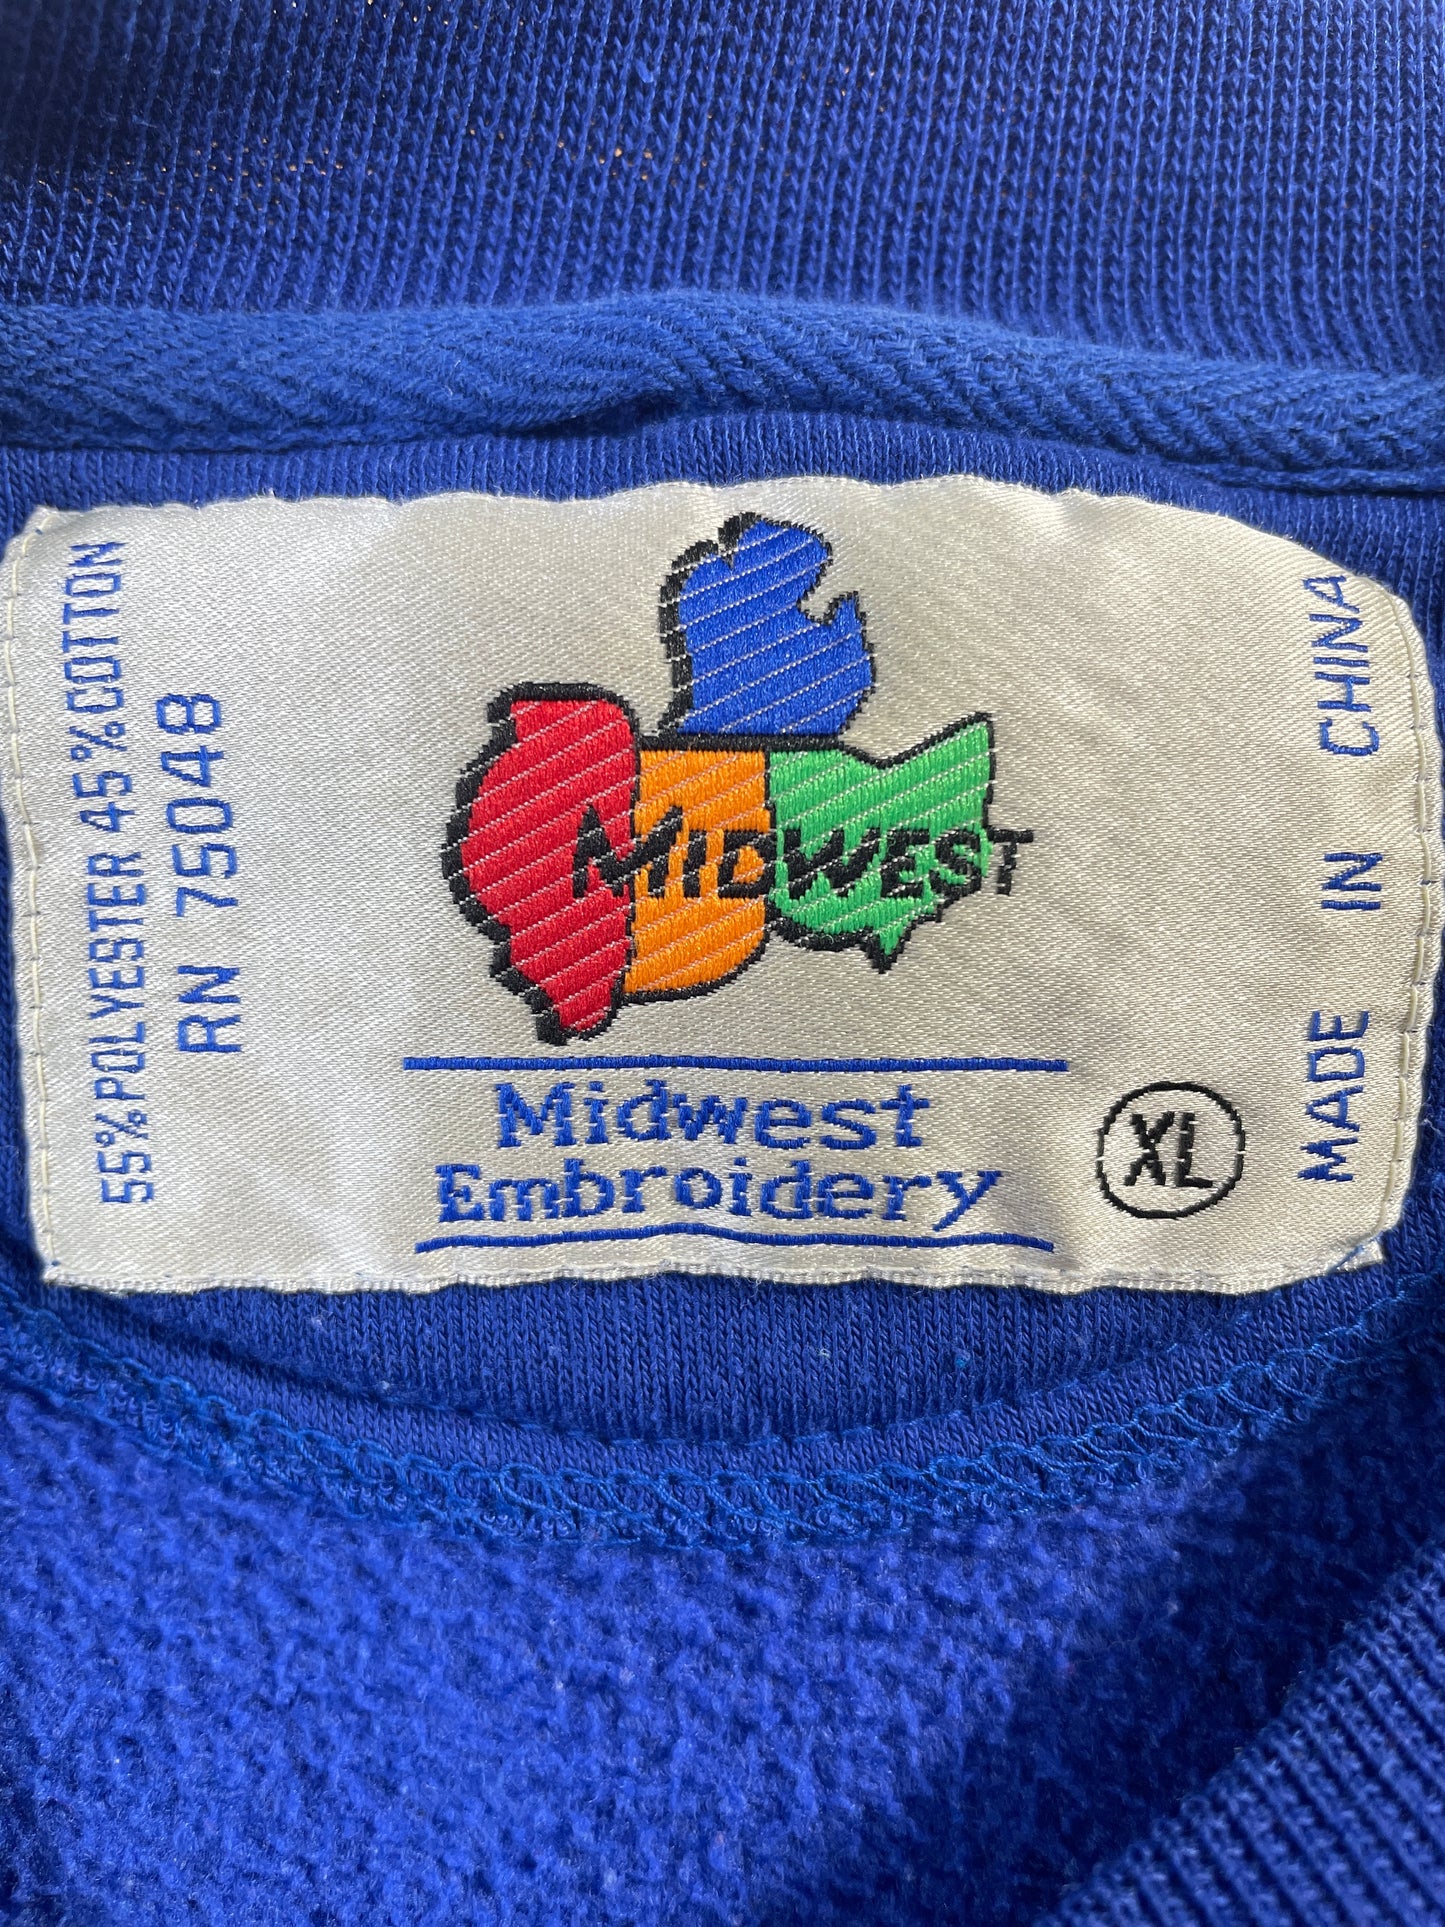 55% POLYESTER 45% COTTON
RN 75048
MIDWEST
Midwest
Embroidery
XL
MADE IN CHINA